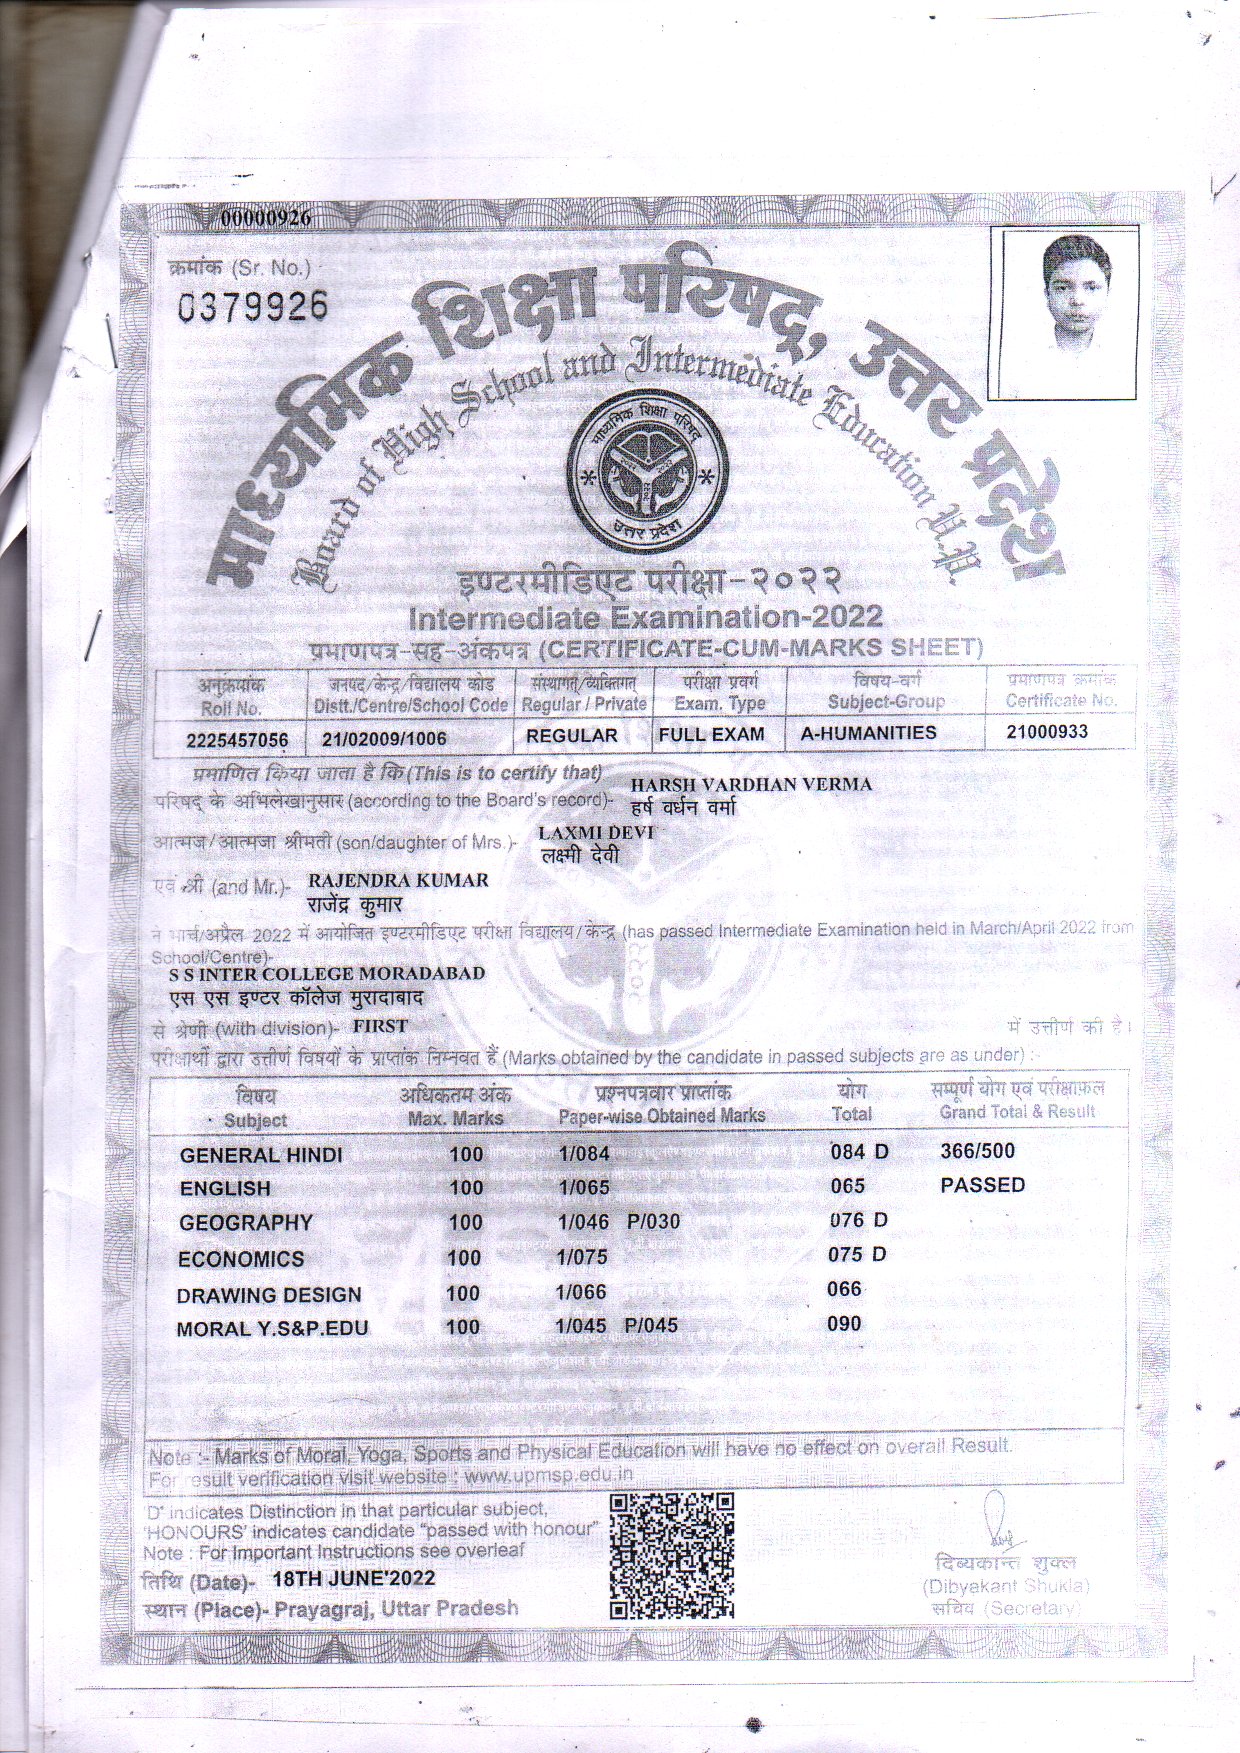 00000926
क्रमांक (Sr. No.)
0379926
माध्यमिक शिक्षा परिषद्, उत्तर प्रदेश
Board of High School and Intermediate Education U.P.
माध्यमिक शिक्षा परिषद्
उत्तर प्रदेश
इण्टरमीडिएट परीक्षा-२०२२
Intermediate Examination-2022
प्रमाणपत्र-सह-अंकपत्र (CERTIFICATE-CUM-MARKS SHEET)
अनुक्रमांक जनपद/केन्द्र/विद्यालय कोड संस्थागत्/व्यक्तिगत् परीक्षा प्रवर्ग विषय-वर्ग प्रमाणपत्र क्रमांक
Roll No. Distt./Centre/School Code Regular / Private Exam. Type Subject-Group Certificate No.
2225457056 21/02009/1006 REGULAR FULL EXAM A-HUMANITIES 21000933
प्रमाणित किया जाता है कि (This is to certify that)
परिषद् के अभिलेखानुसार (according to the Board's record)- HARSH VARDHAN VERMA
हर्ष वर्धन वर्मा
आत्मज/आत्मजा श्रीमती (son/daughter of Mrs.)- LAXMI DEVI
लक्ष्मी देवी
एवं श्री (and Mr.)- RAJENDRA KUMAR
राजेंद्र कुमार
ने मार्च/अप्रैल 2022 में आयोजित इण्टरमीडिएट परीक्षा विद्यालय/केन्द्र (has passed Intermediate Examination held in March/April 2022 from
School/Centre)-
S S INTER COLLEGE MORADABAD
एस एस इण्टर कॉलेज मुरादाबाद
से श्रेणी (with division)- FIRST में उत्तीर्ण की है।
परीक्षार्थी द्वारा उत्तीर्ण विषयों के प्राप्तांक निम्नवत हैं (Marks obtained by the candidate in passed subjects are as under) :-
विषय अधिकतम अंक प्रश्नपत्रवार प्राप्तांक योग सम्पूर्ण योग एवं परीक्षाफल
Subject Max. Marks Paper-wise Obtained Marks Total Grand Total & Result
GENERAL HINDI 100 1/084 084 D 366/500
ENGLISH 100 1/065 065 PASSED
GEOGRAPHY 100 1/046 P/030 076 D
ECONOMICS 100 1/075 075 D
DRAWING DESIGN 100 1/066 066
MORAL Y.S&P.EDU 100 1/045 P/045 090
Note :- Marks of Moral, Yoga, Sports and Physical Education will have no effect on overall Result.
For result verification visit website : www.upmsp.edu.in
'D' indicates Distinction in that particular subject,
'HONOURS' indicates candidate "passed with honour"
Note : For Important Instructions see overleaf
तिथि (Date)- 18TH JUNE'2022
स्थान (Place)- Prayagraj, Uttar Pradesh
दिब्यकान्त शुक्ल
(Dibyakant Shukla)
सचिव (Secretary)